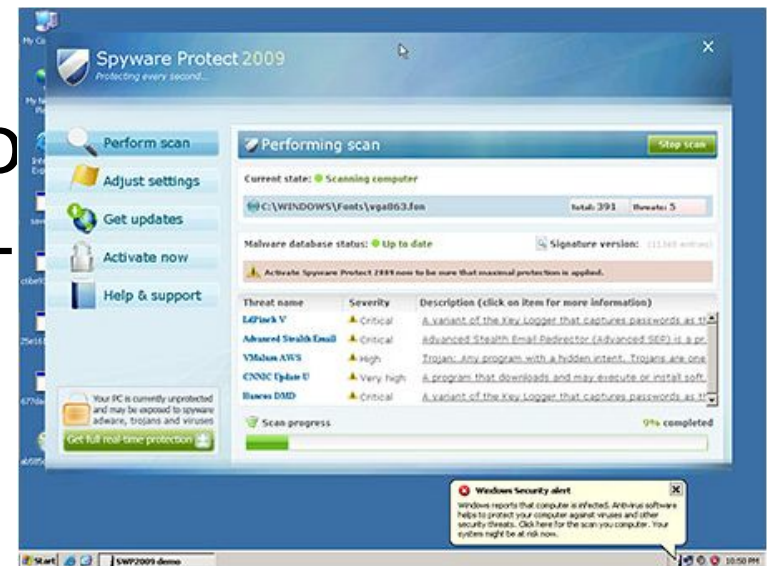 Spyware Protect 2009
Protecting every second...
Perform scan
Adjust settings
Get updates
Activate now
Help & support
Your PC is currently unprotected
and may be exposed to spyware
adware, trojans and viruses
Get full real-time protection
Performing scan
Stop scan
Current state: Scanning computer
C:\WINDOWS\Fonts\vga863.fon Total: 391 Threats: 5
Malware database status: Up to date Signature version:
Activate Spyware Protect 2009 now to be sure that maximal protection is applied.
Threat name Severity Description (click on item for more information)
LdPinch V Critical A variant of the Key Logger that captures passwords as th
Advanced Stealth Email Critical Advanced Stealth Email Redirector (Advanced SER) is a pr
AWS High Trojan: Any program with a hidden intent. Trojans are one
CNNIC Update U Very high A program that downloads and may execute or install soft
DMD Critical A variant of the Key Logger that captures passwords as th
Scan progress 9% completed
Windows Security alert
Windows reports that computer is infected. Antivirus software
helps to protect your computer against viruses and other
security threats. Click here for the scan you computer. Your
system might be at risk now.
Start SWP2009 demo 10:50 PM